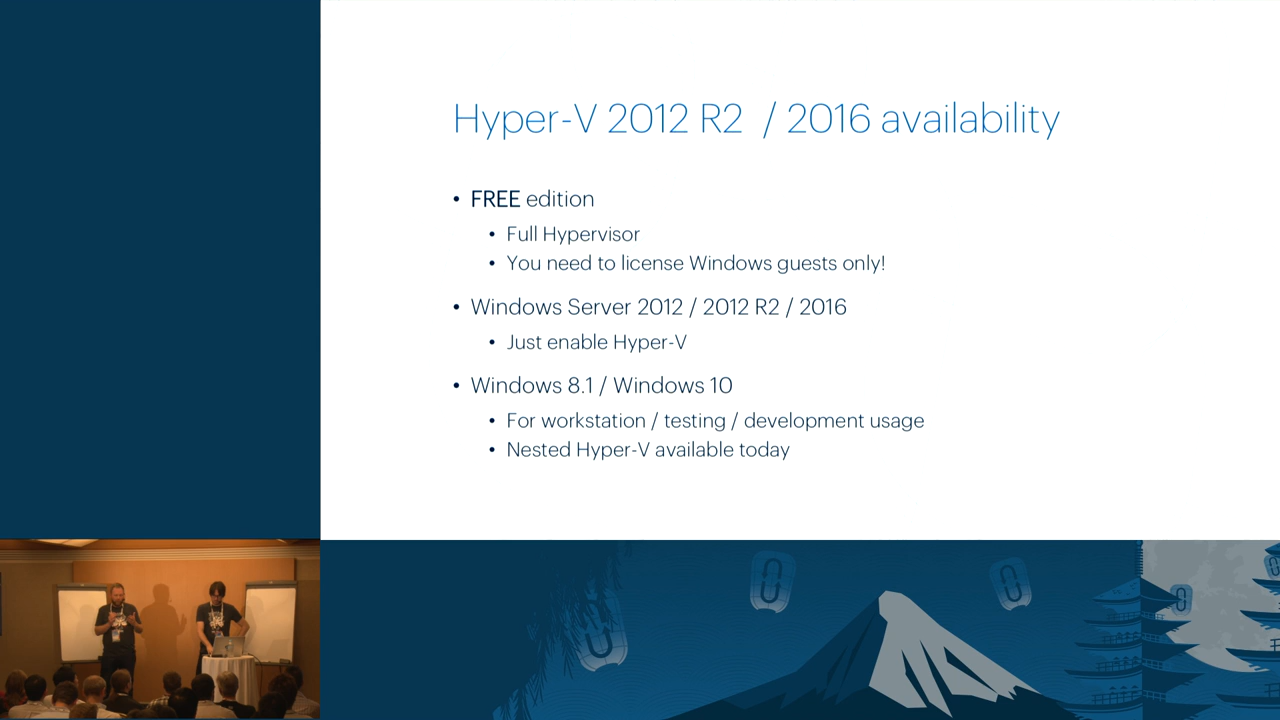 Hyper-V 2012 R2 / 2016 availability
• FREE edition
• Full Hypervisor
• You need to license Windows guests only!
• Windows Server 2012 / 2012 R2 / 2016
• Just enable Hyper-V
• Windows 8.1 / Windows 10
• For workstation / testing / development usage
• Nested Hyper-V available today